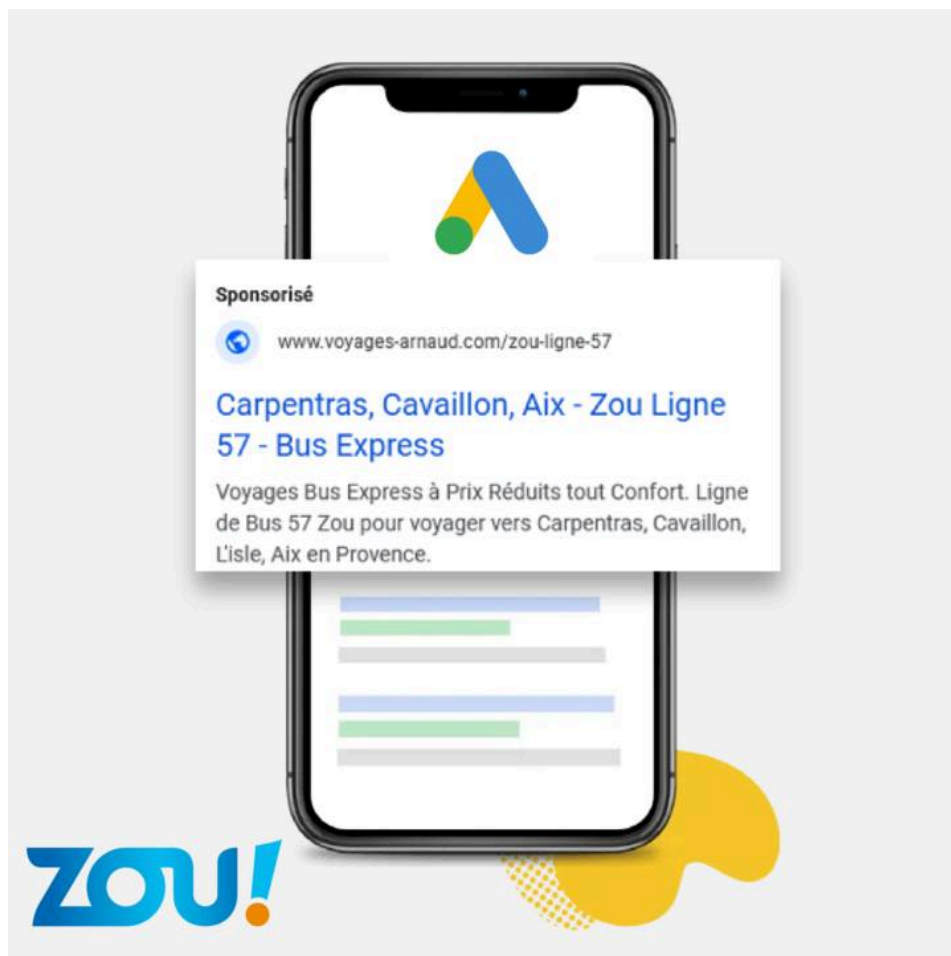 Sponsorisé
www.voyages-arnaud.com/zou-ligne-57
Carpentras, Cavaillon, Aix - Zou Ligne
57 - Bus Express
Voyages Bus Express à Prix Réduits tout Confort. Ligne
de Bus 57 Zou pour voyager vers Carpentras, Cavaillon,
L'isle, Aix en Provence.
ZOU!